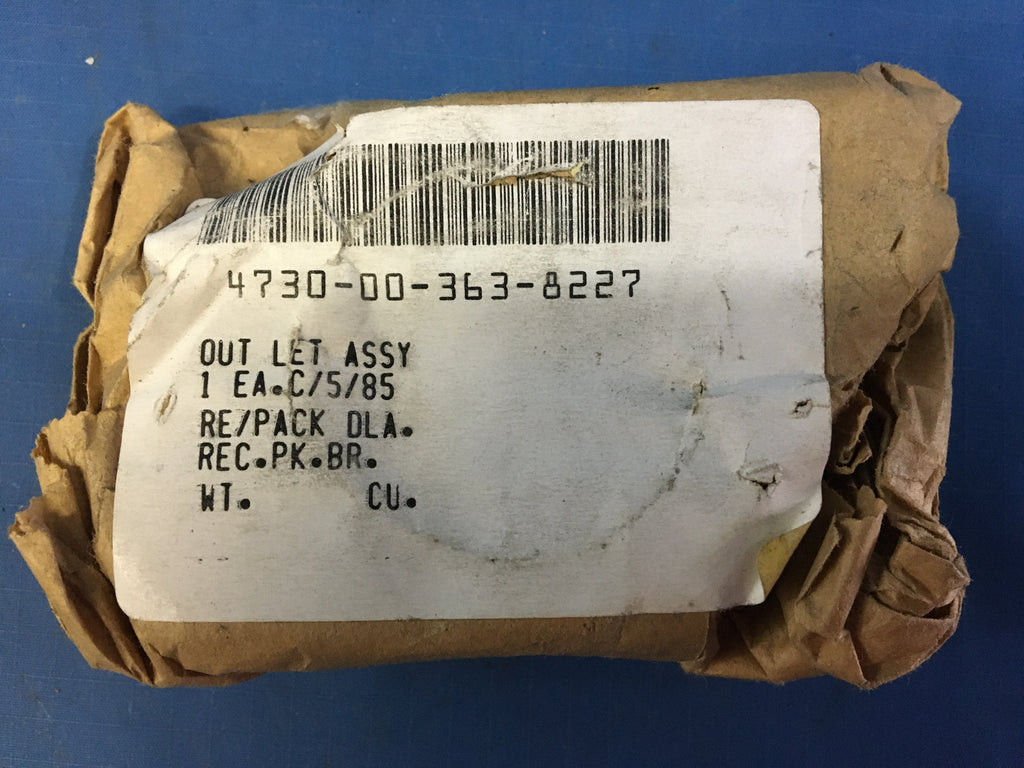 4730-00-363-8227
OUT LET ASSY
1 EA.C/5/85
RE/PACK DLA.
REC.PK.BR.
WT. CU.